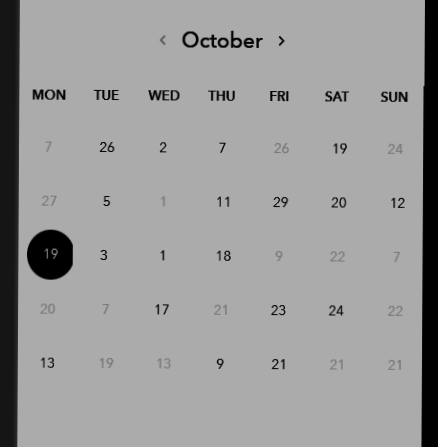 ‹ October ›
MON TUE WED THU FRI SAT SUN
7 26 2 7 26 19 24
27 5 1 11 29 20 12
19 3 1 18 9 22 7
20 7 17 21 23 24 22
13 19 13 9 21 21 21